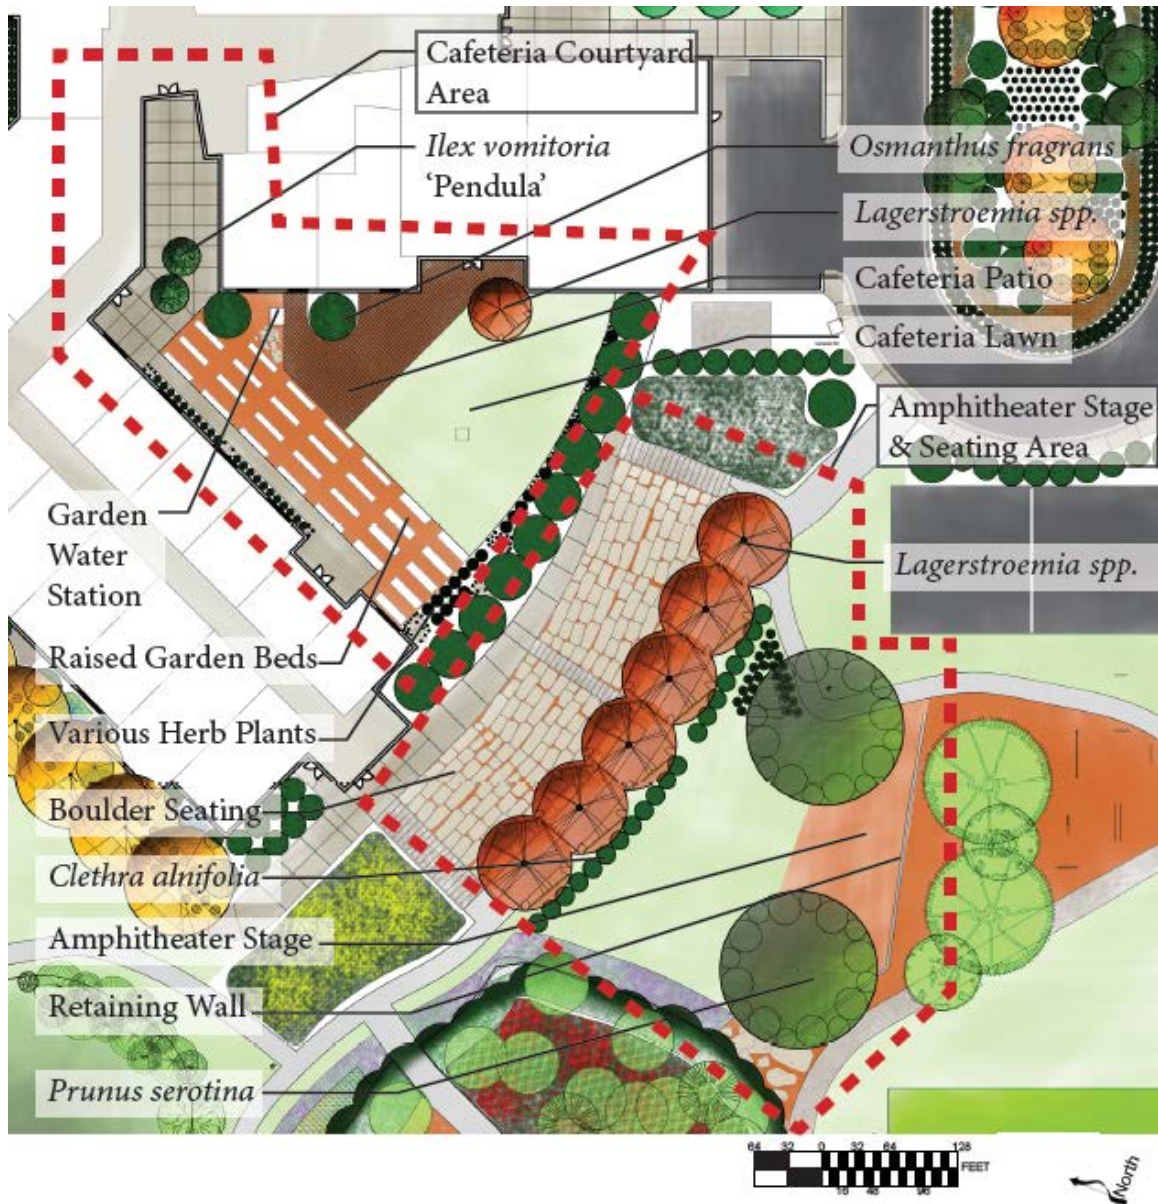 Cafeteria Courtyard
Area
Ilex vomitoria
‘Pendula’
Osmanthus fragrans
Lagerstroemia spp.
Cafeteria Patio
Cafeteria Lawn
Amphitheater Stage
& Seating Area
Lagerstroemia spp.
Garden
Water
Station
Raised Garden Beds
Various Herb Plants
Boulder Seating
Clethra alnifolia
Amphitheater Stage
Retaining Wall
Prunus serotina
64 32 0 32 64 128
FEET
16 48 96
North